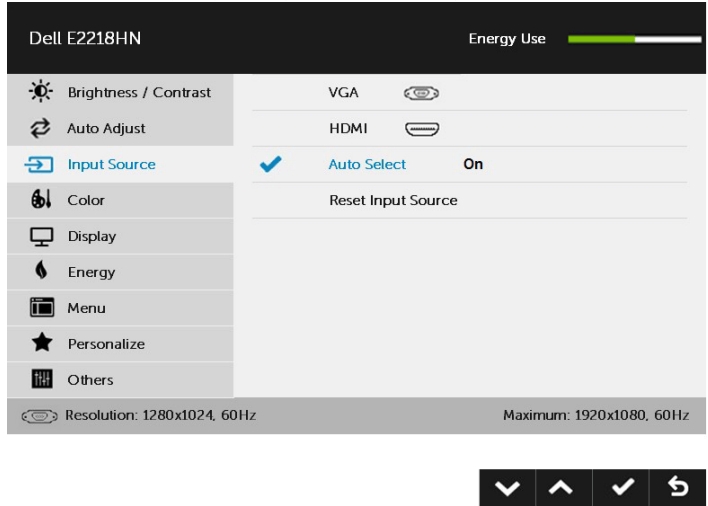 Dell E2218HN Energy Use
Brightness / Contrast VGA
Auto Adjust HDMI
Input Source Auto Select On
Color Reset Input Source
Display
Energy
Menu
Personalize
Others
Resolution: 1280x1024, 60Hz Maximum: 1920x1080, 60Hz